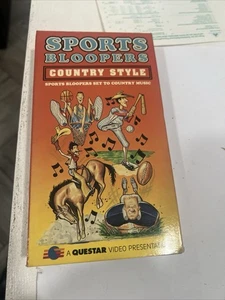 SPORTS
BLOOPERS
COUNTRY STYLE
SPORTS BLOOPERS SET TO COUNTRY MUSIC
A QUESTAR VIDEO PRESENTATION